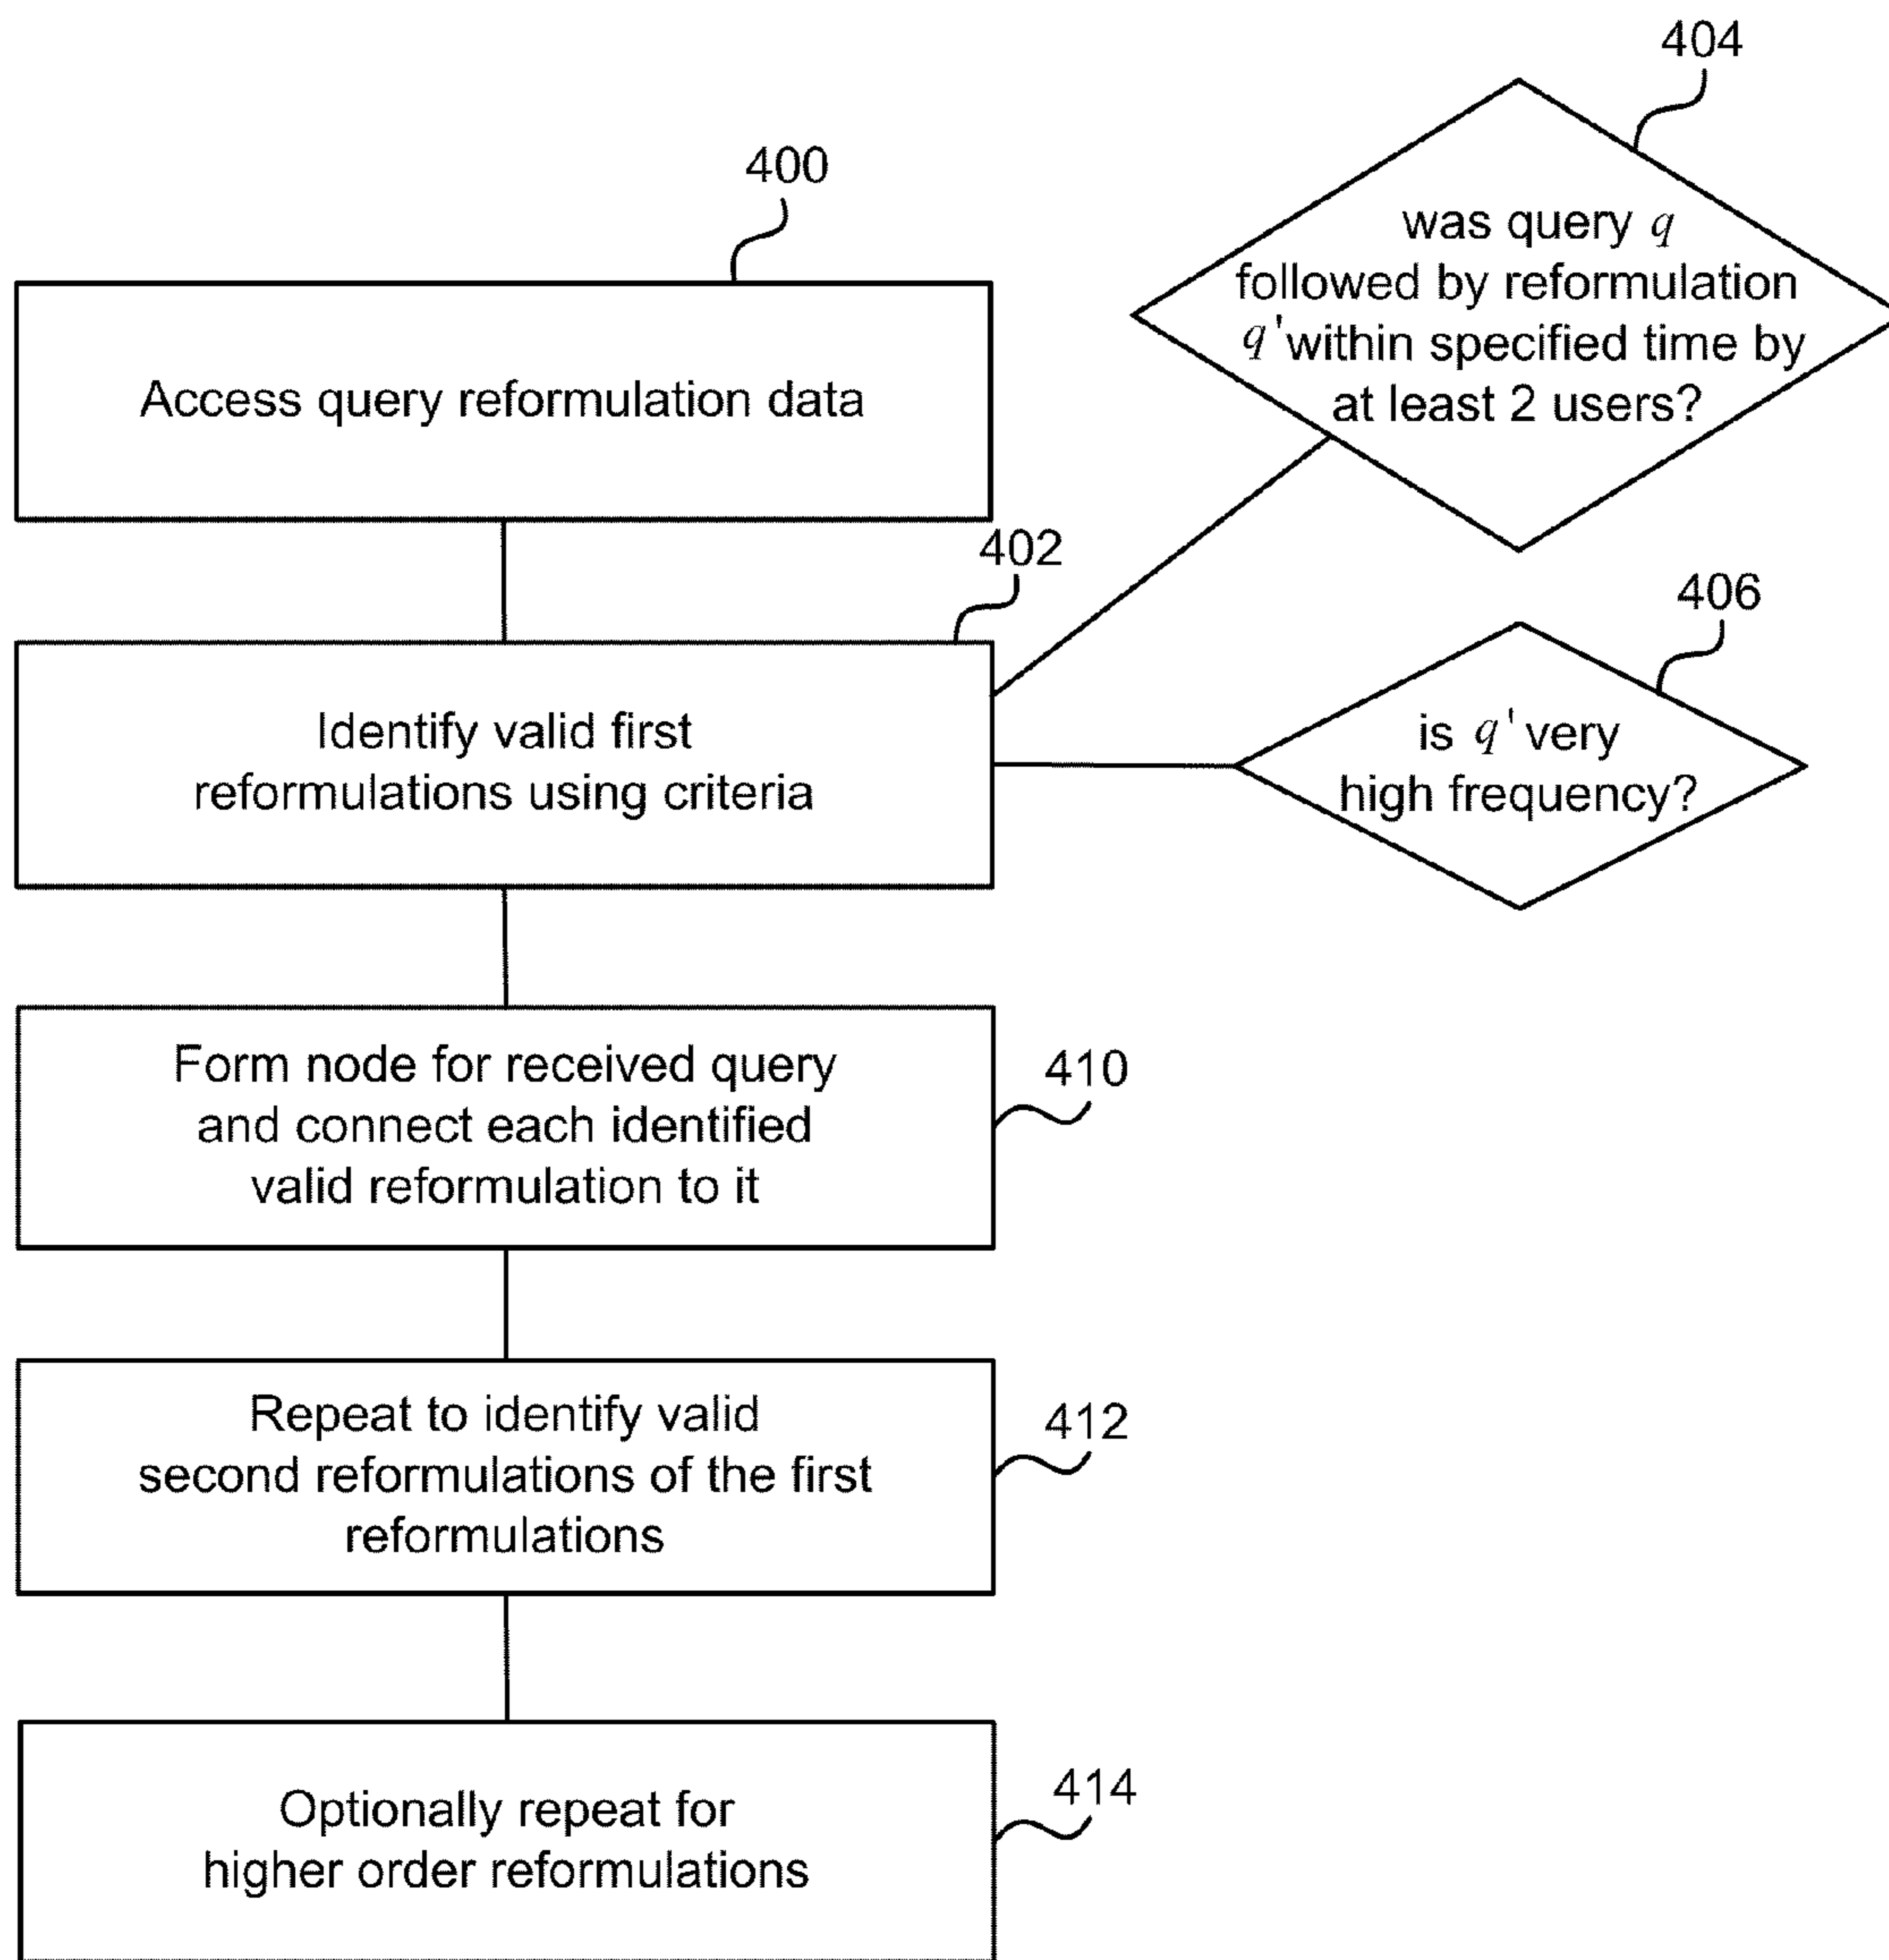 404
was query q
followed by reformulation
q' within specified time by
at least 2 users?
400
Access query reformulation data
402
Identify valid first
reformulations using criteria
406
is q' very
high frequency?
410
Form node for received query
and connect each identified
valid reformulation to it
412
Repeat to identify valid
second reformulations of the first
reformulations
414
Optionally repeat for
higher order reformulations